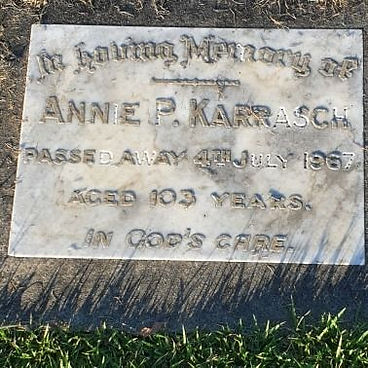 In Loving Memory of
ANNIE P. KARRASCH
PASSED AWAY 4TH JULY 1967
AGED 103 YEARS.
IN GOD'S CARE.